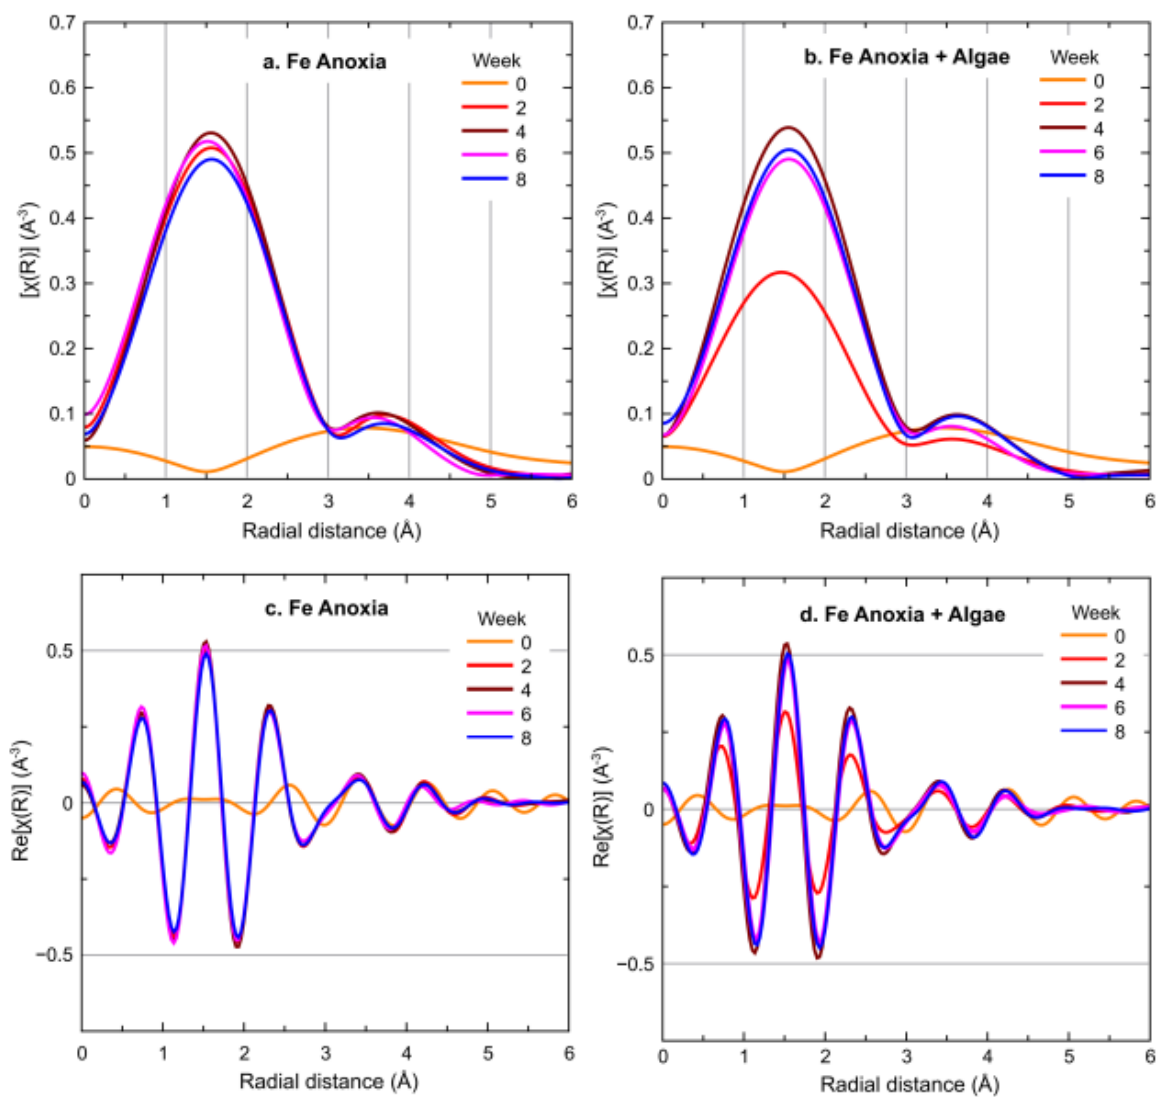 0.7
0.6
0.5
0.4
0.3
0.2
0.1
0
[χ(R)] (A⁻³)
a. Fe Anoxia
Week
0
2
4
6
8
0 1 2 3 4 5 6
Radial distance (Å)
0.7
0.6
0.5
0.4
0.3
0.2
0.1
0
[χ(R)] (A⁻³)
b. Fe Anoxia + Algae
Week
0
2
4
6
8
0 1 2 3 4 5 6
Radial distance (Å)
0.5
0
−0.5
Re[χ(R)] (A⁻³)
c. Fe Anoxia
Week
0
2
4
6
8
0 1 2 3 4 5 6
Radial distance (Å)
0.5
0
−0.5
Re[χ(R)] (A⁻³)
d. Fe Anoxia + Algae
Week
0
2
4
6
8
0 1 2 3 4 5 6
Radial distance (Å)